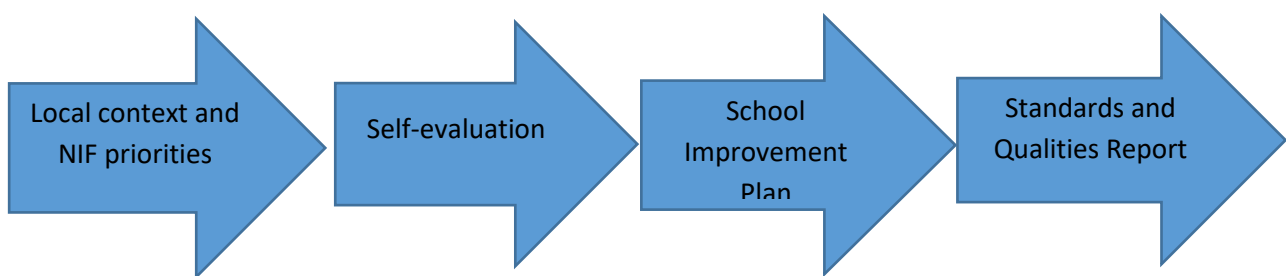 Local context and
NIF priorities
Self-evaluation
School
Improvement
Plan
Standards and
Qualities Report